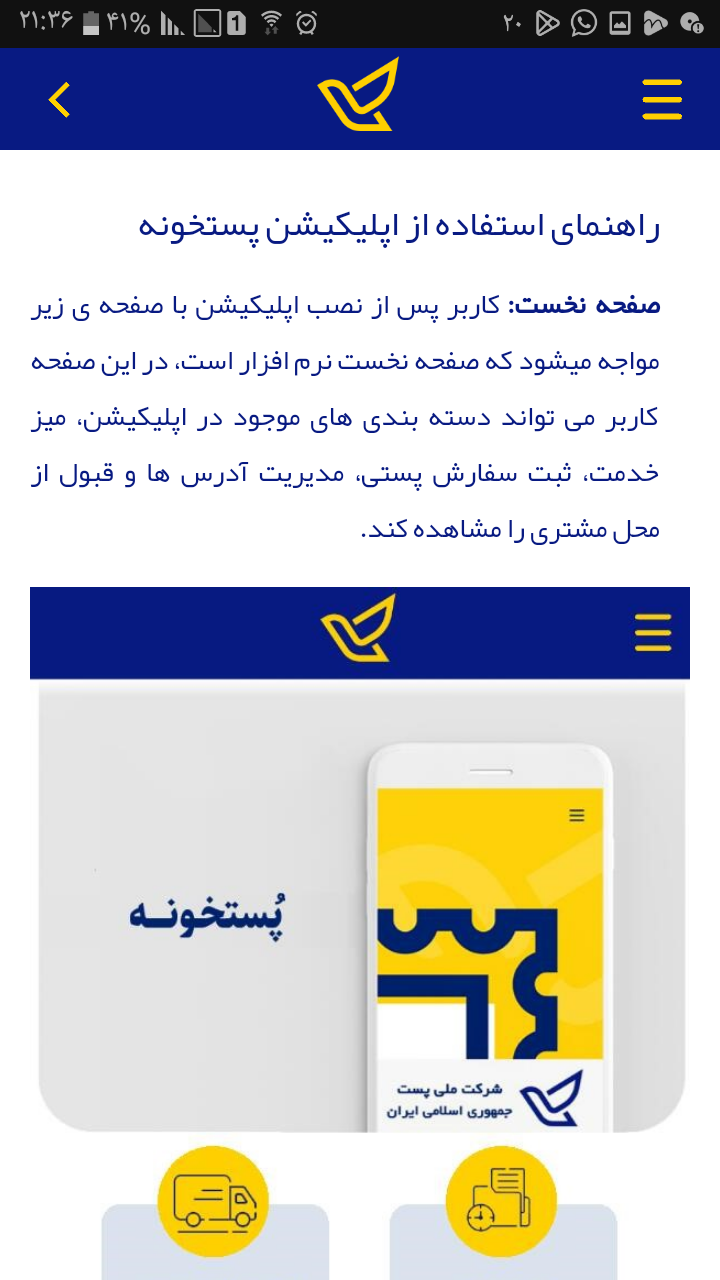 ۲۱:۳۶ ۴۱% 1 ۲۰
راهنمای استفاده از اپلیکیشن پستخونه
صفحه نخست: کاربر پس از نصب اپلیکیشن با صفحه ی زیر
مواجه میشود که صفحه نخست نرم افزار است، در این صفحه
کاربر می تواند دسته بندی های موجود در اپلیکیشن، میز
خدمت، ثبت سفارش پستی، مدیریت آدرس ها و قبول از
محل مشتری را مشاهده کند.
پُستخونــه
شرکت ملی پست
جمهوری اسلامی ایران